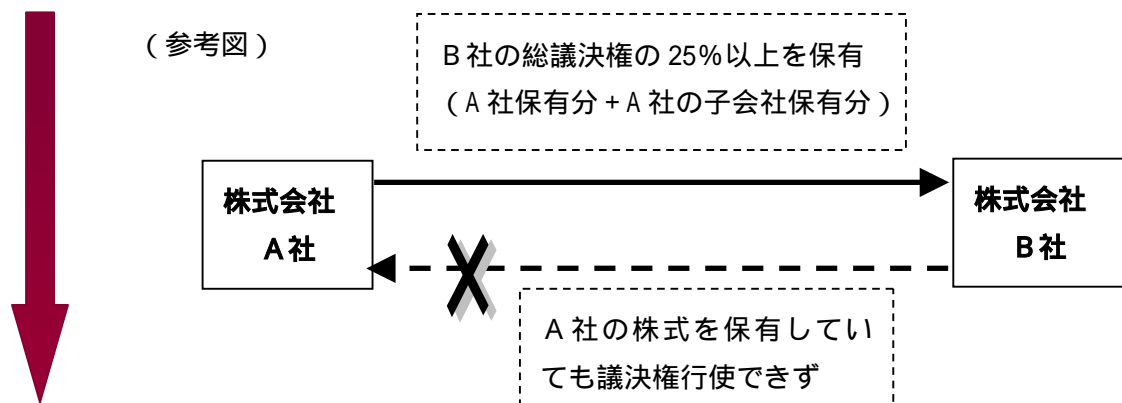 （参考図）
B社の総議決権の 25%以上を保有
（A 社保有分 + A 社の子会社保有分）
株式会社
A社
株式会社
B社
A 社の株式を保有してい
ても議決権行使できず